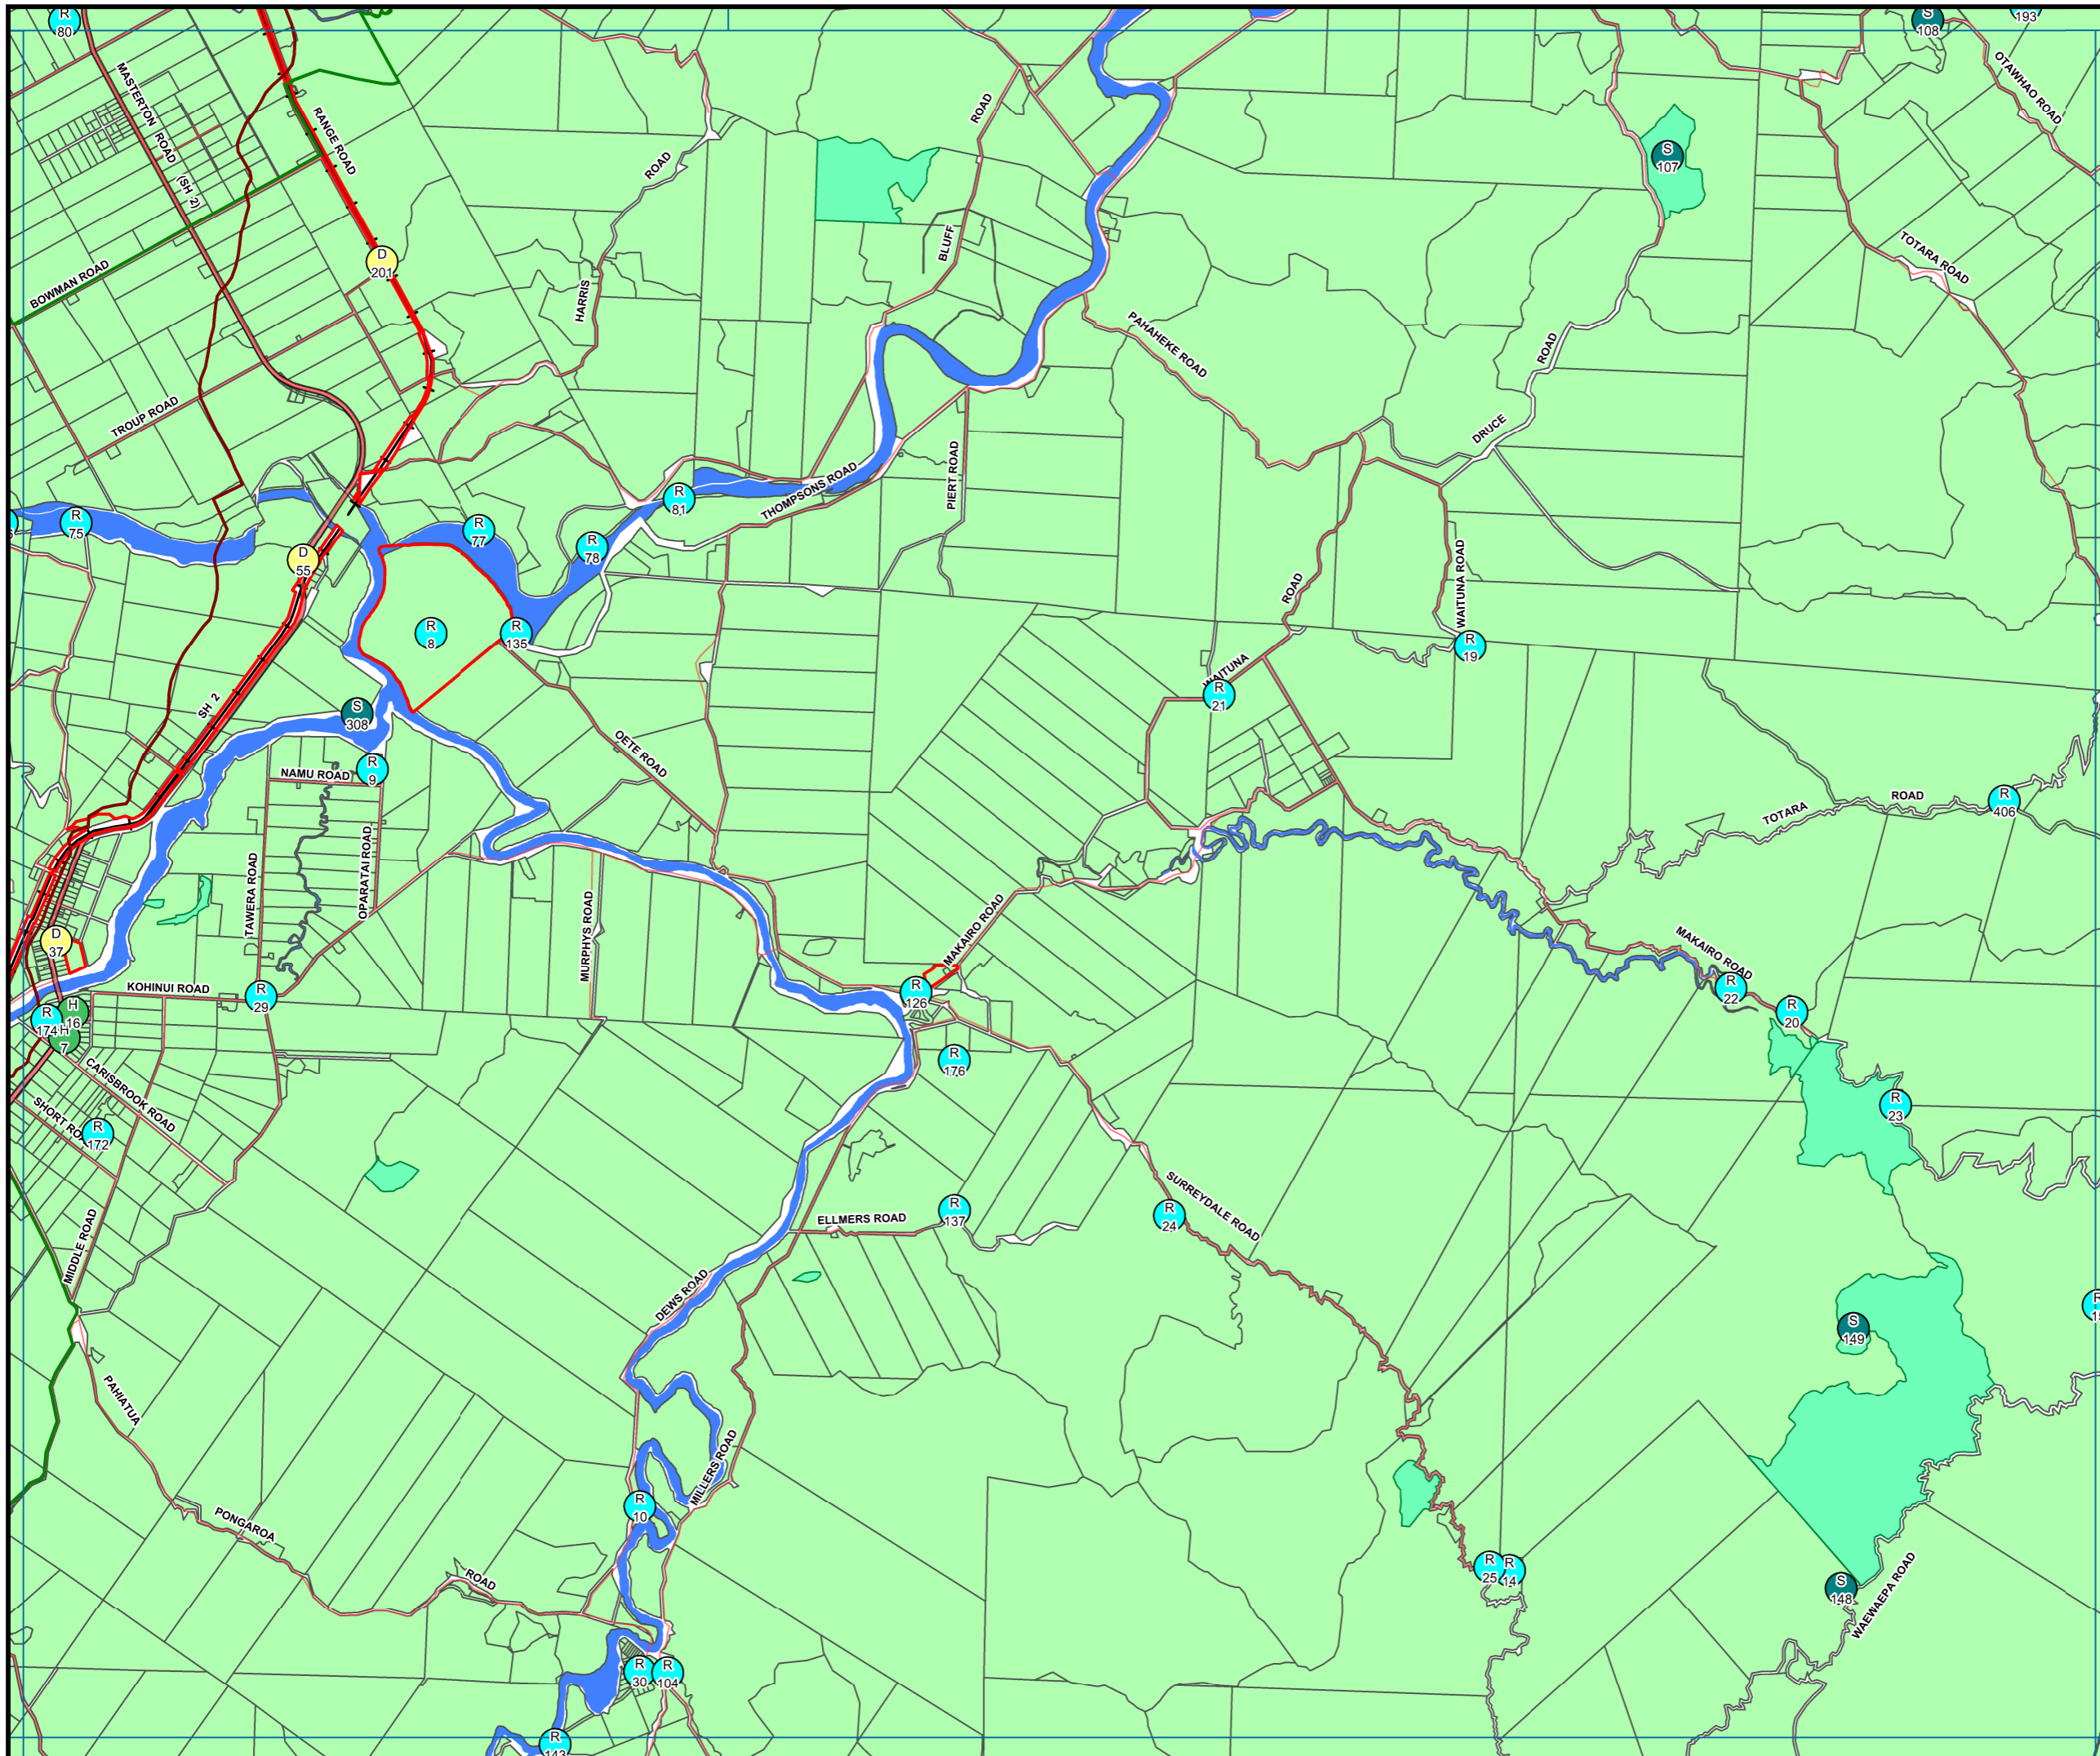 R
80
S
108
193
MASTERTON ROAD
(SH 2)
RANGE ROAD
OTAWHAO ROAD
ROAD
ROAD
S
107
BLUFF
HARRIS
D
201
BOWMAN ROAD
TOTARA ROAD
PAHAHEKE ROAD
ROAD
TROUP ROAD
DRUCE
PIERT ROAD
THOMPSONS ROAD
R
81
R
75
R
77
R
78
D
55
WAITUNA ROAD
ROAD
R
8
R
135
R
19
WAITUNA
R
21
SH 2
S
308
OETE ROAD
NAMU ROAD
R
9
TOTARA
ROAD
R
406
OPARATAI ROAD
TAWERA ROAD
MURPHYS ROAD
MAKAIRO ROAD
D
37
MAKAIRO ROAD
KOHINUI ROAD
R
29
R
126
R
22
R
20
R
174
H
16
H
7
R
176
CARISBROOK ROAD
SHORT RO
R
172
R
23
SURREYDALE ROAD
ELLMERS ROAD
R
137
R
24
MIDDLE ROAD
DEWS ROAD
S
149
R
PAHIATUA
MILLERS ROAD
R
10
PONGAROA
ROAD
R
25
R
14
S
148
WAEWAEPA ROAD
R
30
R
104
R
143